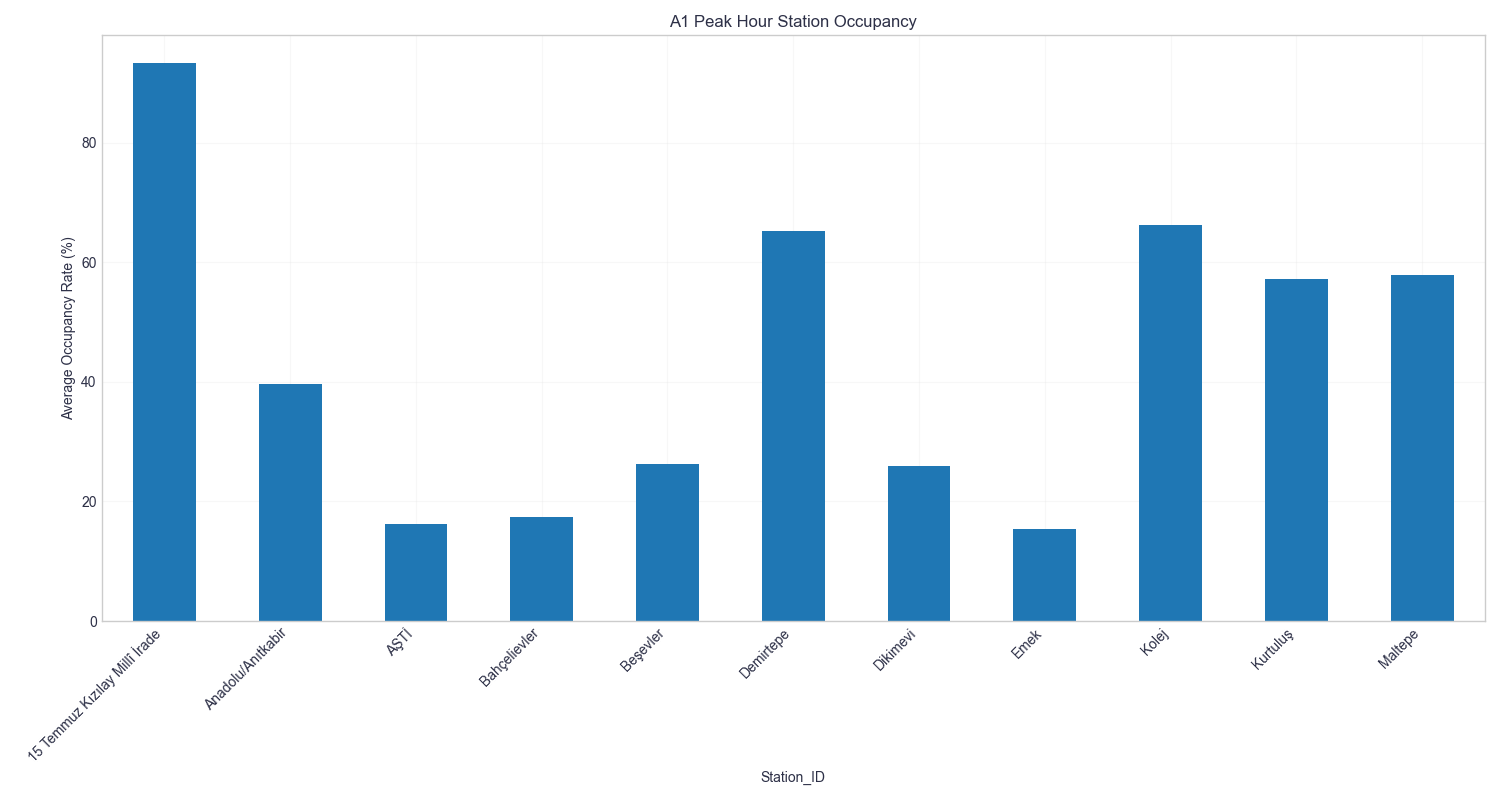 A1 Peak Hour Station Occupancy
Average Occupancy Rate (%)
80
60
40
20
0
15 Temmuz Kızılay Millî İrade
Anadolu/Anıtkabir
AŞTİ
Bahçelievler
Beşevler
Demirtepe
Dikimevi
Emek
Kolej
Kurtuluş
Maltepe
Station_ID